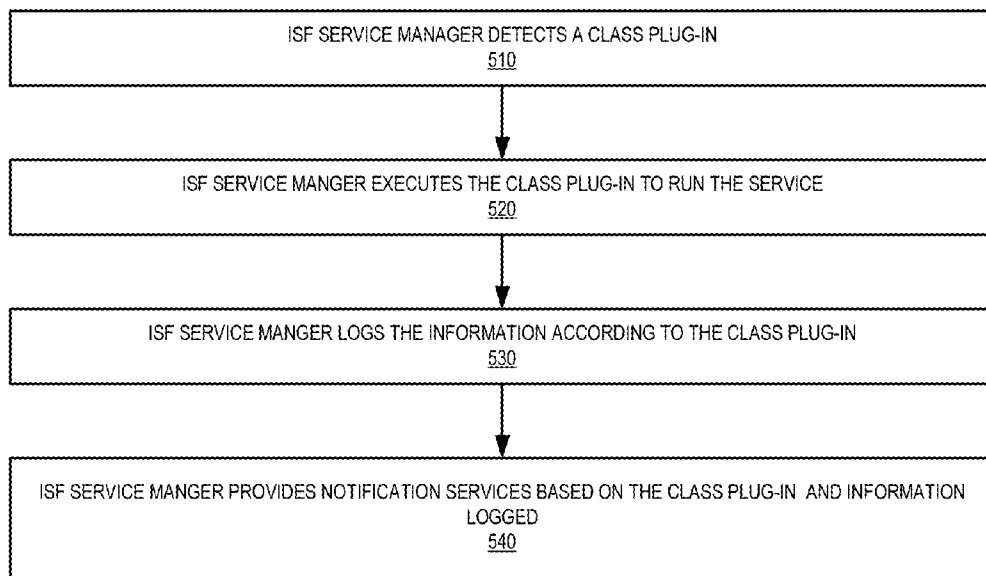 ISF SERVICE MANAGER DETECTS A CLASS PLUG-IN
510
ISF SERVICE MANGER EXECUTES THE CLASS PLUG-IN TO RUN THE SERVICE
520
ISF SERVICE MANGER LOGS THE INFORMATION ACCORDING TO THE CLASS PLUG-IN
530
ISF SERVICE MANGER PROVIDES NOTIFICATION SERVICES BASED ON THE CLASS PLUG-IN AND INFORMATION
LOGGED
540